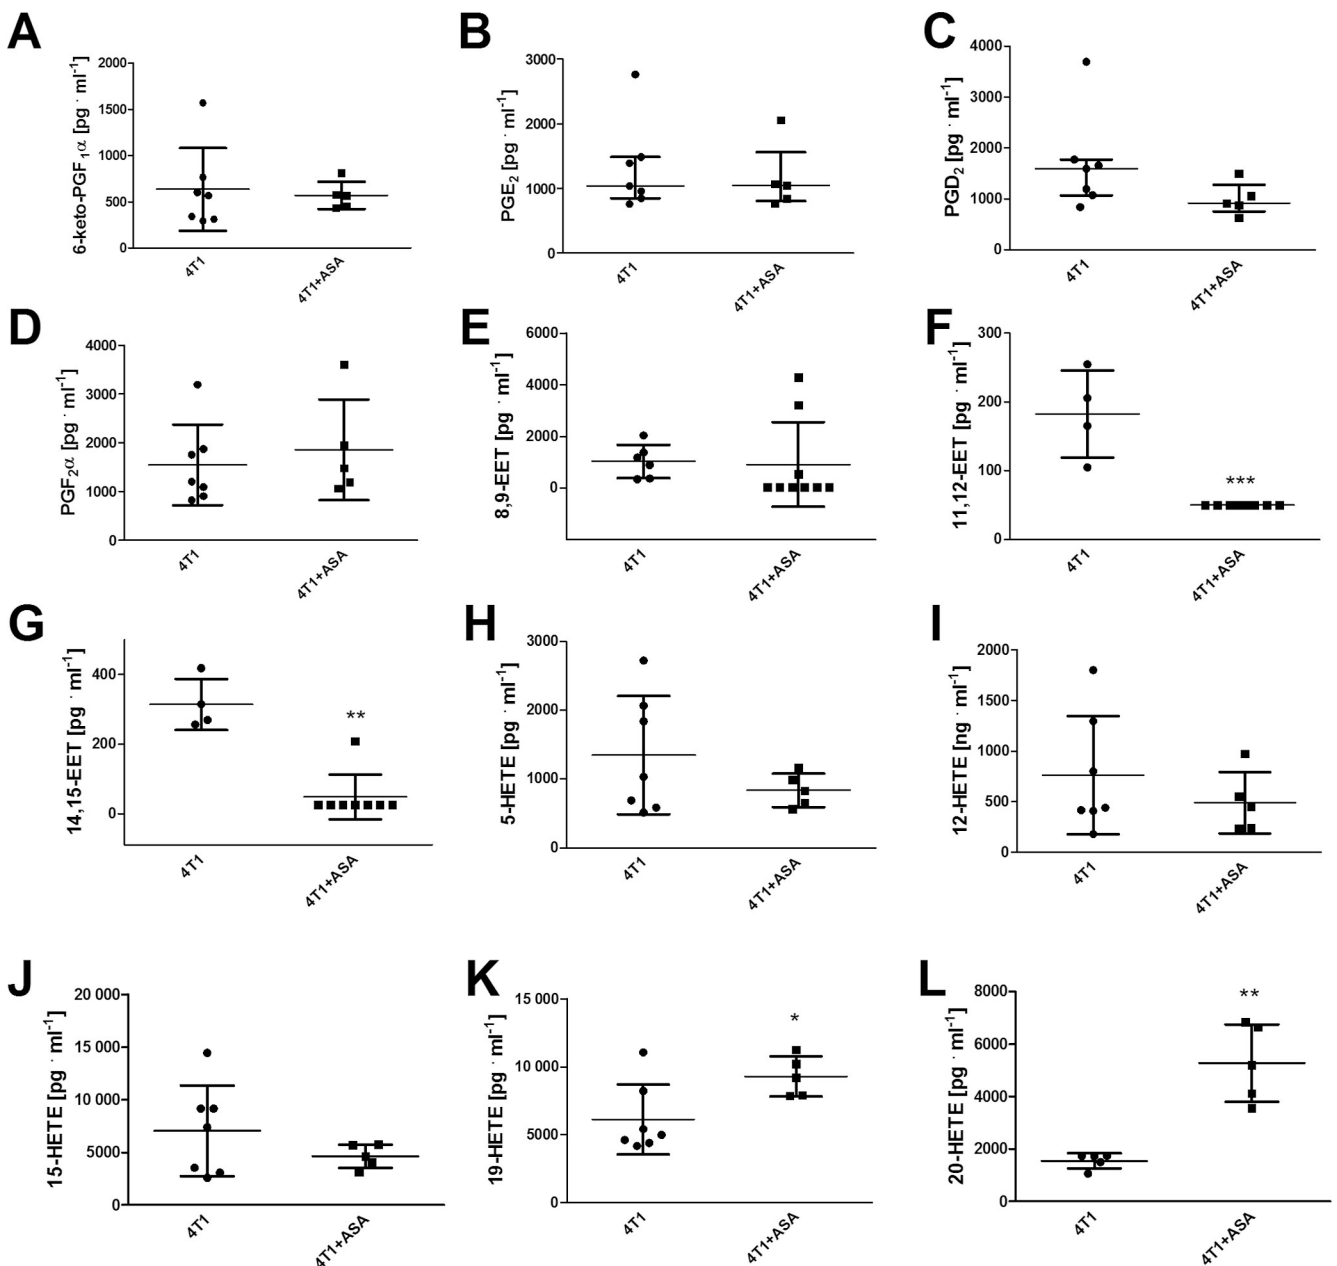 A
6-keto-PGF1α [pg · ml-1]
2000
1500
1000
500
0
4T1
4T1+ASA
B
PGE2 [pg · ml-1]
3000
2000
1000
0
4T1
4T1+ASA
C
PGD2 [pg · ml-1]
4000
3000
2000
1000
0
4T1
4T1+ASA
D
PGF2α [pg · ml-1]
4000
3000
2000
1000
0
4T1
4T1+ASA
E
8,9-EET [pg · ml-1]
6000
4000
2000
0
4T1
4T1+ASA
F
11,12-EET [pg · ml-1]
300
200
100
0
***
4T1
4T1+ASA
G
14,15-EET [pg · ml-1]
400
200
0
**
4T1
4T1+ASA
H
5-HETE [pg · ml-1]
3000
2000
1000
0
4T1
4T1+ASA
I
12-HETE [ng · ml-1]
2000
1500
1000
500
0
4T1
4T1+ASA
J
15-HETE [pg · ml-1]
20 000
15 000
10 000
5000
0
4T1
4T1+ASA
K
19-HETE [pg · ml-1]
15 000
10 000
5000
0
*
4T1
4T1+ASA
L
20-HETE [pg · ml-1]
8000
6000
4000
2000
0
**
4T1
4T1+ASA